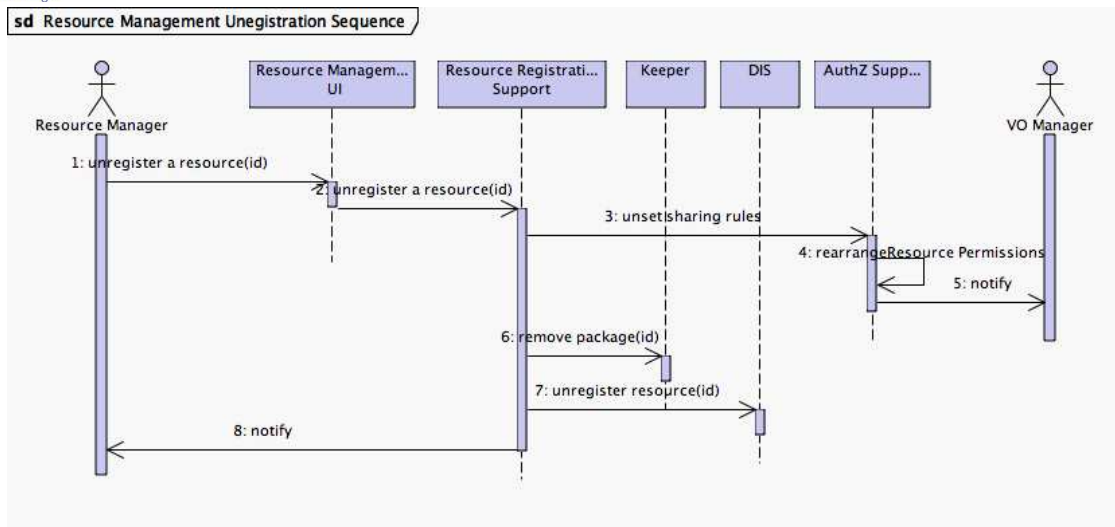 sd Resource Management Unegistration Sequence
Resource Managem...
UI
Resource Registrati...
Support
Keeper
DIS
AuthZ Supp...
Resource Manager
VO Manager
1: unregister a resource(id)
2: unregister a resource(id)
3: unset sharing rules
4: rearrangeResource Permissions
5: notify
6: remove package(id)
7: unregister resource(id)
8: notify